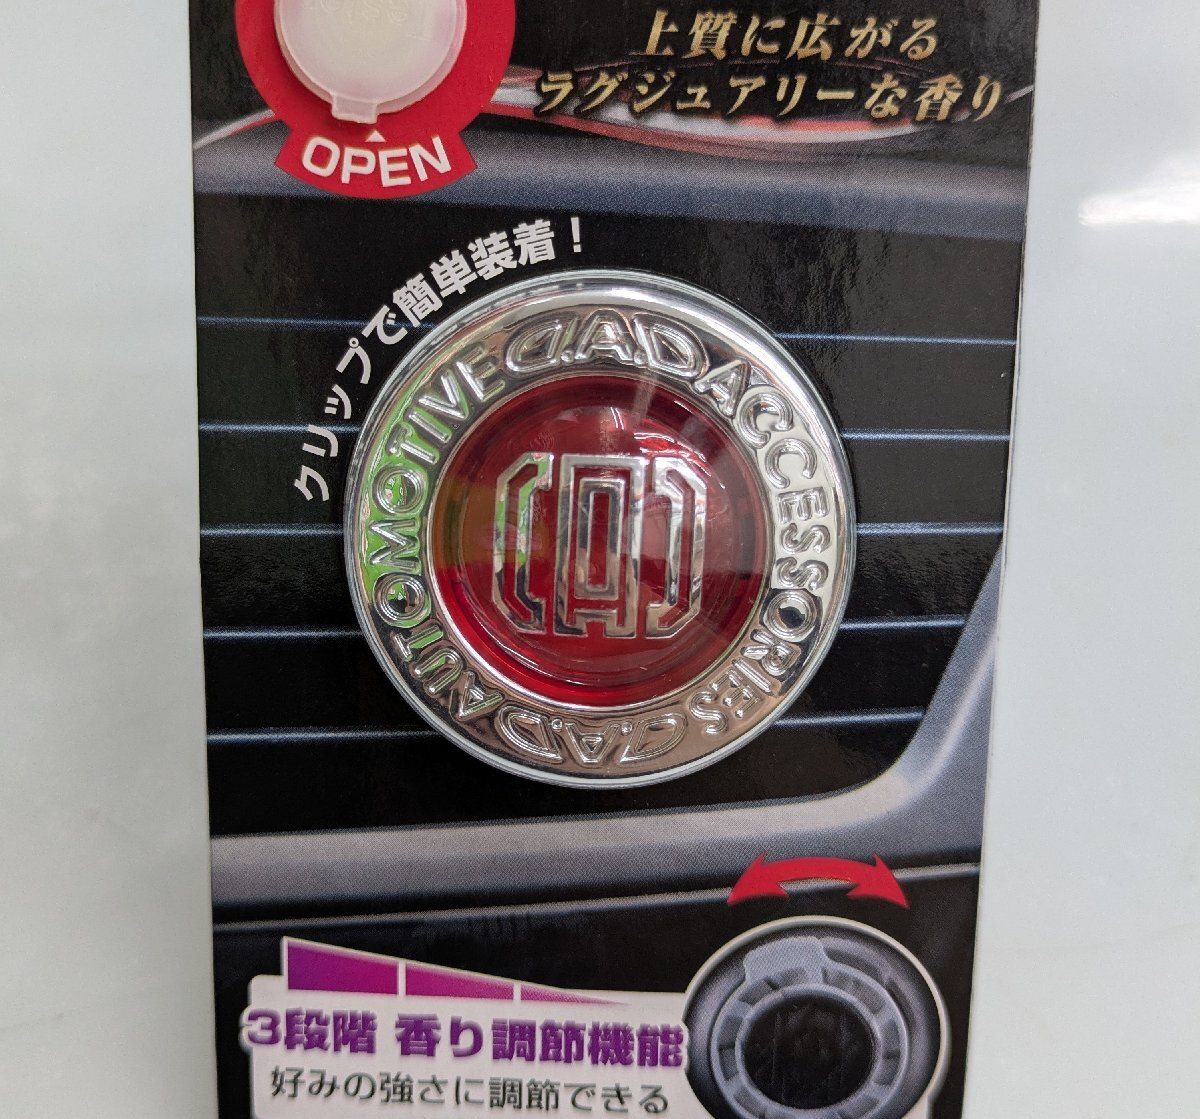 上質に広がる
ラグジュアリーな香り
OPEN
クリップで簡単装着！
D.A.D ACCESSORIES D.A.D AUTOMOTIVE
DAD
3段階 香り調節機能
好みの強さに調節できる